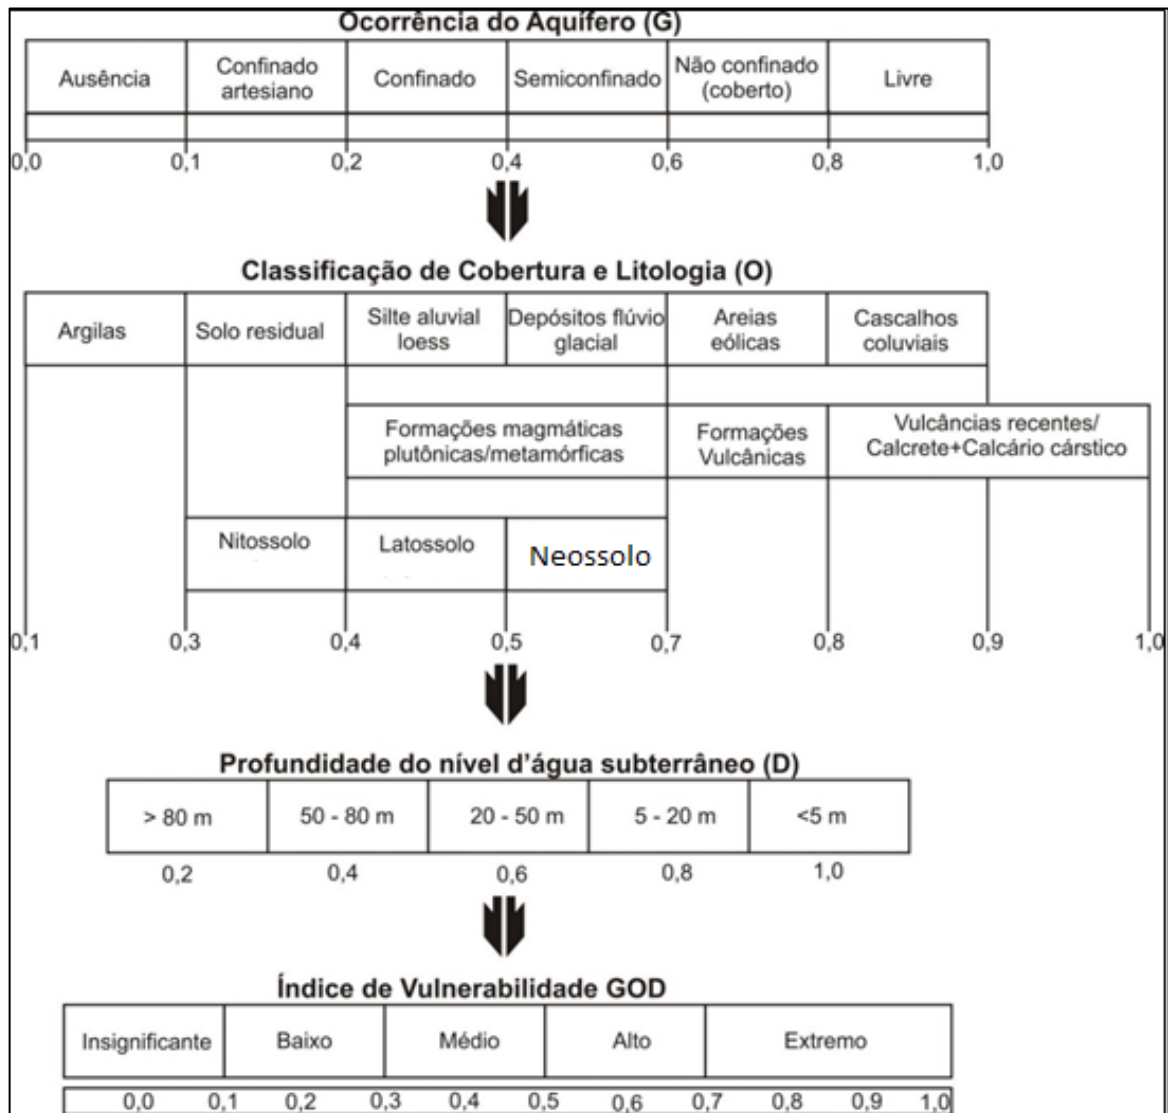 Ocorrência do Aquífero (G)
Ausência
Confinado
artesiano
Confinado
Semiconfinado
Não confinado
(coberto)
Livre
0,0 0,1 0,2 0,4 0,6 0,8 1,0
Classificação de Cobertura e Litologia (O)
Argilas
Solo residual
Silte aluvial
loess
Depósitos flúvio
glacial
Areias
eólicas
Cascalhos
coluviais
Formações magmáticas
plutônicas/metamórficas
Formações
Vulcânicas
Vulcâncias recentes/
Calcrete+Calcário cárstico
Nitossolo
Latossolo
Neossolo
0,1 0,3 0,4 0,5 0,7 0,8 0,9 1,0
Profundidade do nível d'água subterrâneo (D)
> 80 m
50 - 80 m
20 - 50 m
5 - 20 m
<5 m
0,2 0,4 0,6 0,8 1,0
Índice de Vulnerabilidade GOD
Insignificante
Baixo
Médio
Alto
Extremo
0,0 0,1 0,2 0,3 0,4 0,5 0,6 0,7 0,8 0,9 1,0